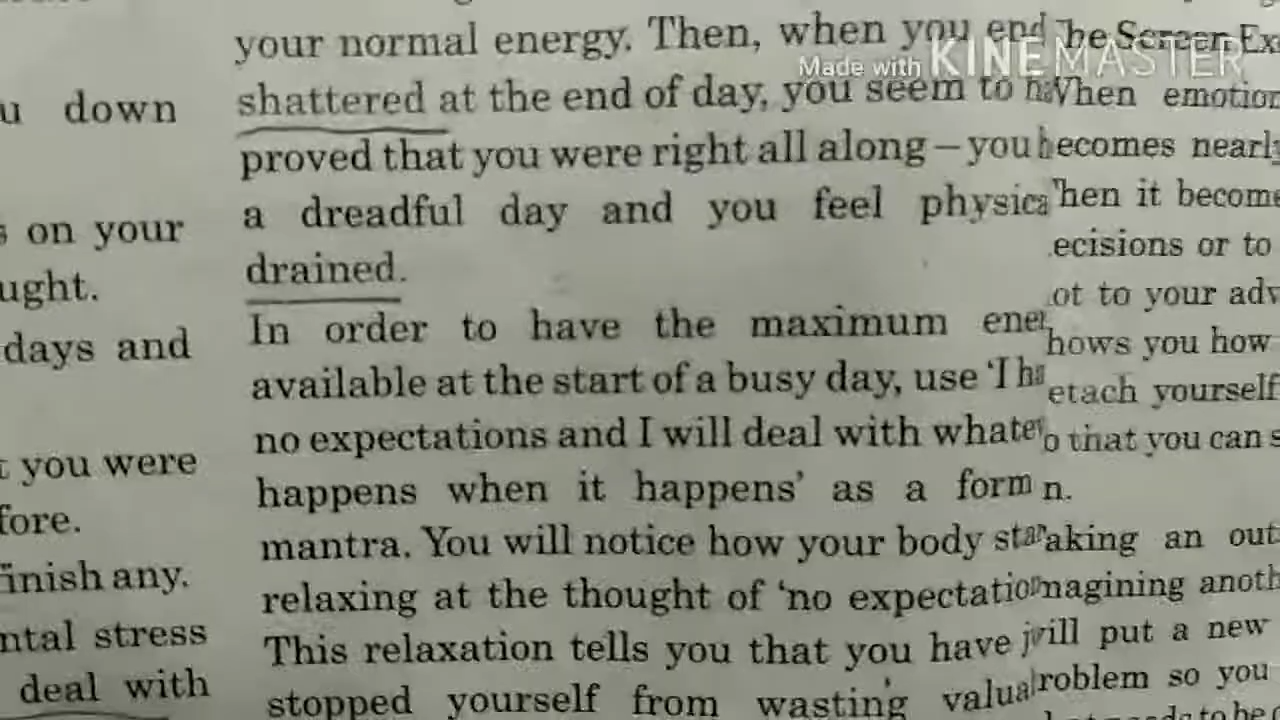 u down
s on your
ught.
days and
you were
fore.
inish any.
ntal stress
deal with
your normal energy. Then, when you end
shattered at the end of day, you seem to
proved that you were right all along – you
a dreadful day and you feel physica
drained.
In order to have the maximum ener
available at the start of a busy day, use ‘I ha
no expectations and I will deal with whatev
happens when it happens’ as a form
mantra. You will notice how your body star
relaxing at the thought of ‘no expectation
This relaxation tells you that you have j
stopped yourself from wasting valua
he Screen Ex
When emotion
becomes nearly
Then it become
ecisions or to
ot to your adv
hows you how
etach yourself
o that you can s
n.
aking an out
magining anoth
will put a new
roblem so you
Made with KINEMASTER